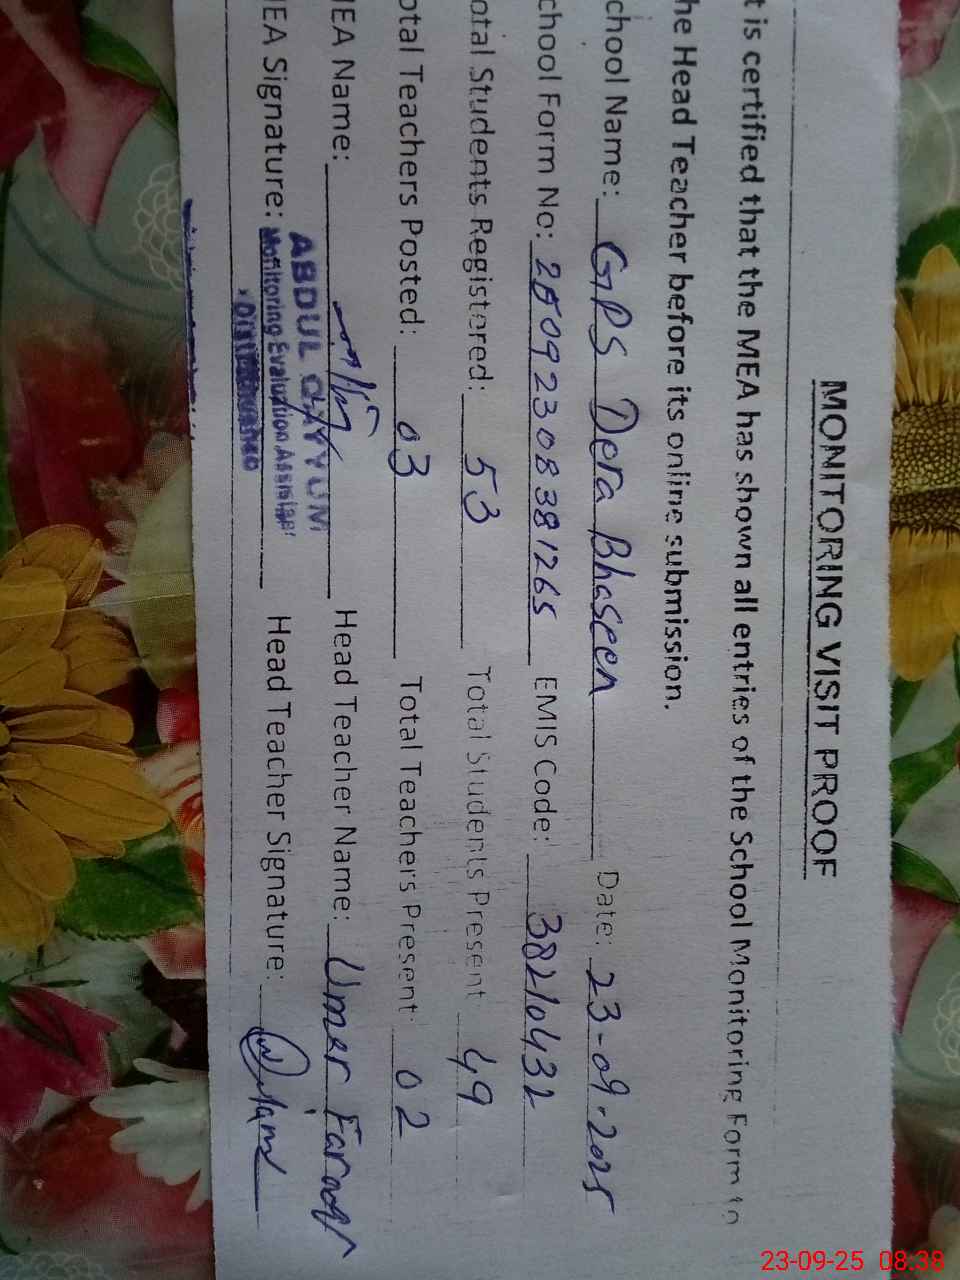 MONITORING VISIT PROOF
t is certified that the MEA has shown all entries of the School Monitoring Form to
he Head Teacher before its online submission.
chool Name: GPS Dera Bhaseen Date: 23-09-2025
chool Form No: 25092308381265 EMIS Code: 38210432
otal Students Registered: 53 Total Students Present 49
otal Teachers Posted: 03 Total Teachers Present 02
IEA Name: Head Teacher Name: Umer Farooq
ABDUL QAYYUM
IEA Signature: Monitoring Evaluation Assistant Head Teacher Signature:
23-09-25 08:38